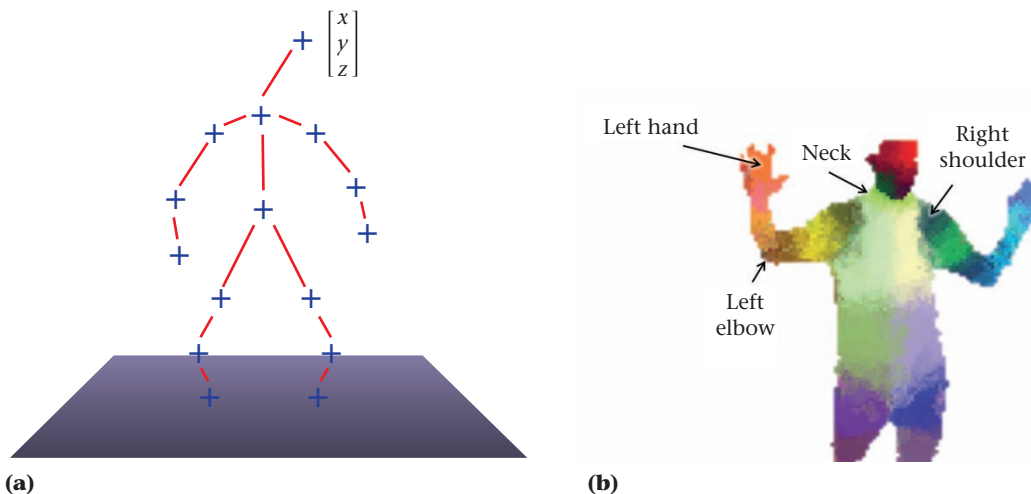 x
y
z
(a)
Left hand
Neck
Right
shoulder
Left
elbow
(b)